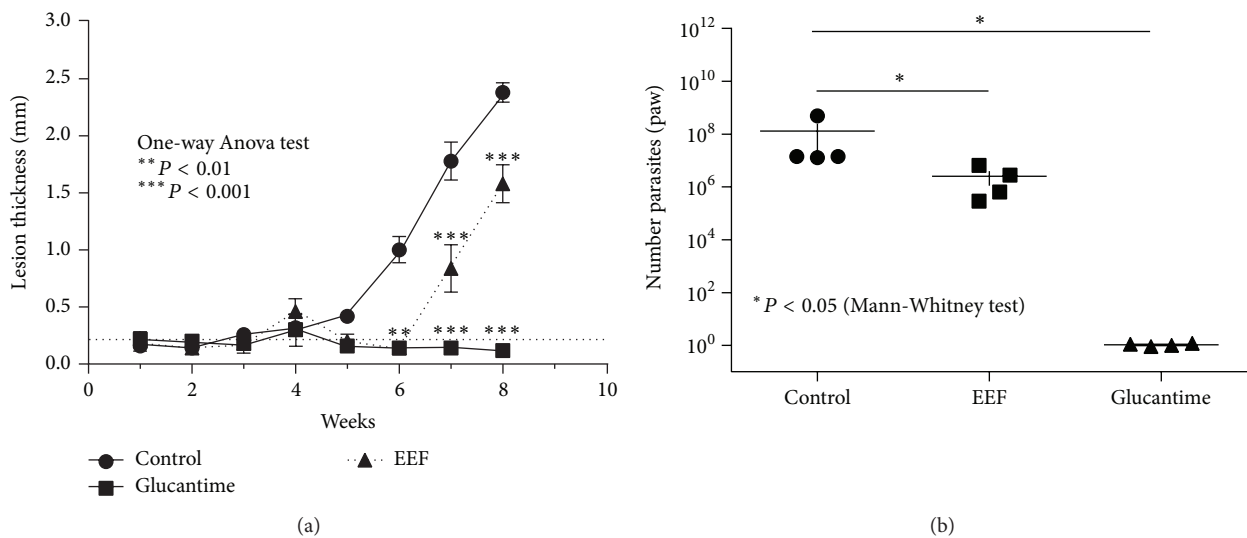 3.0
2.5
2.0
1.5
1.0
0.5
0.0
Lesion thickness (mm)
One-way Anova test
**P < 0.01
***P < 0.001
***
***
**
***
***
0 2 4 6 8 10
Weeks
Control
EEF
Glucantime
(a)
10^12
10^10
10^8
10^6
10^4
10^2
10^0
Number parasites (paw)
*
*
*P < 0.05 (Mann-Whitney test)
Control EEF Glucantime
(b)